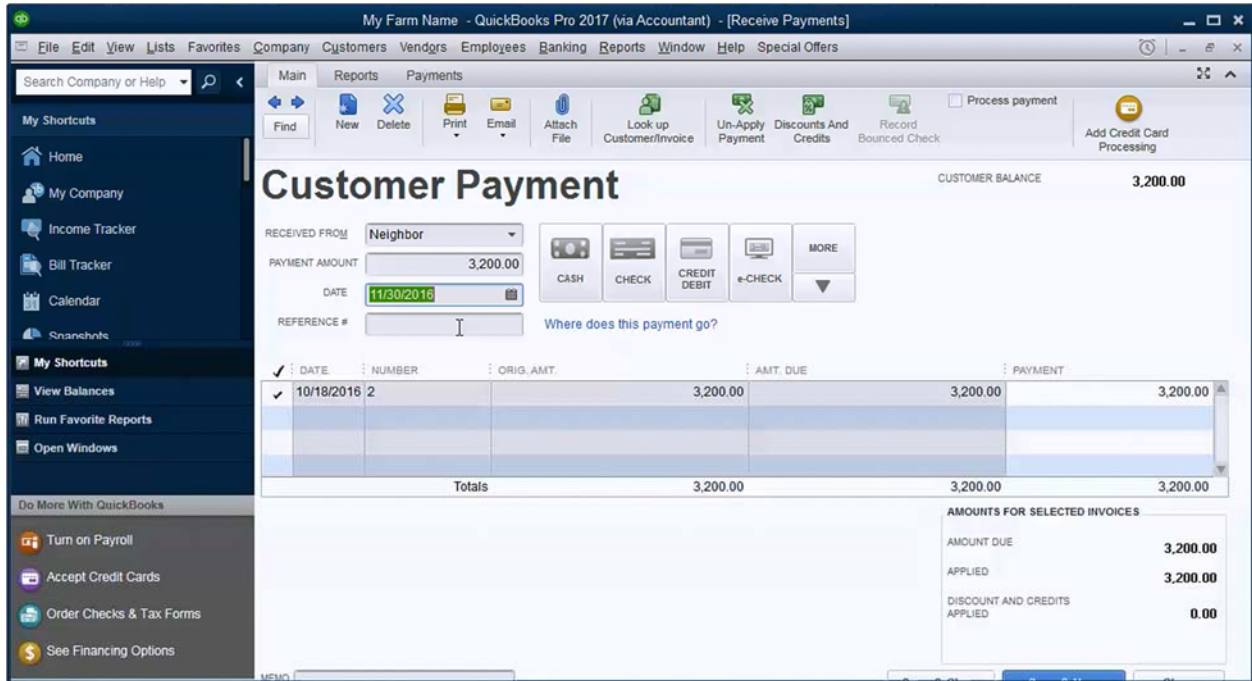 qb
My Farm Name - QuickBooks Pro 2017 (via Accountant) - [Receive Payments]
File Edit View Lists Favorites Company Customers Vendors Employees Banking Reports Window Help Special Offers
Search Company or Help
Main Reports Payments
My Shortcuts
Home
My Company
Income Tracker
Bill Tracker
Calendar
Snapshots
My Shortcuts
View Balances
Run Favorite Reports
Open Windows
Do More With QuickBooks
Turn on Payroll
Accept Credit Cards
Order Checks & Tax Forms
See Financing Options
Find
New
Delete
Print
Email
Attach
File
Look up
Customer/Invoice
Un-Apply
Payment
Discounts And
Credits
Record
Bounced Check
Process payment
Add Credit Card
Processing
Customer Payment
CUSTOMER BALANCE 3,200.00
RECEIVED FROM Neighbor
PAYMENT AMOUNT 3,200.00
DATE 11/30/2016
REFERENCE #
CASH
CHECK
CREDIT
DEBIT
e-CHECK
MORE
Where does this payment go?
DATE NUMBER ORIG. AMT. AMT. DUE PAYMENT
10/18/2016 2 3,200.00 3,200.00 3,200.00
Totals 3,200.00 3,200.00 3,200.00
AMOUNTS FOR SELECTED INVOICES
AMOUNT DUE 3,200.00
APPLIED 3,200.00
DISCOUNT AND CREDITS
APPLIED 0.00
MEMO